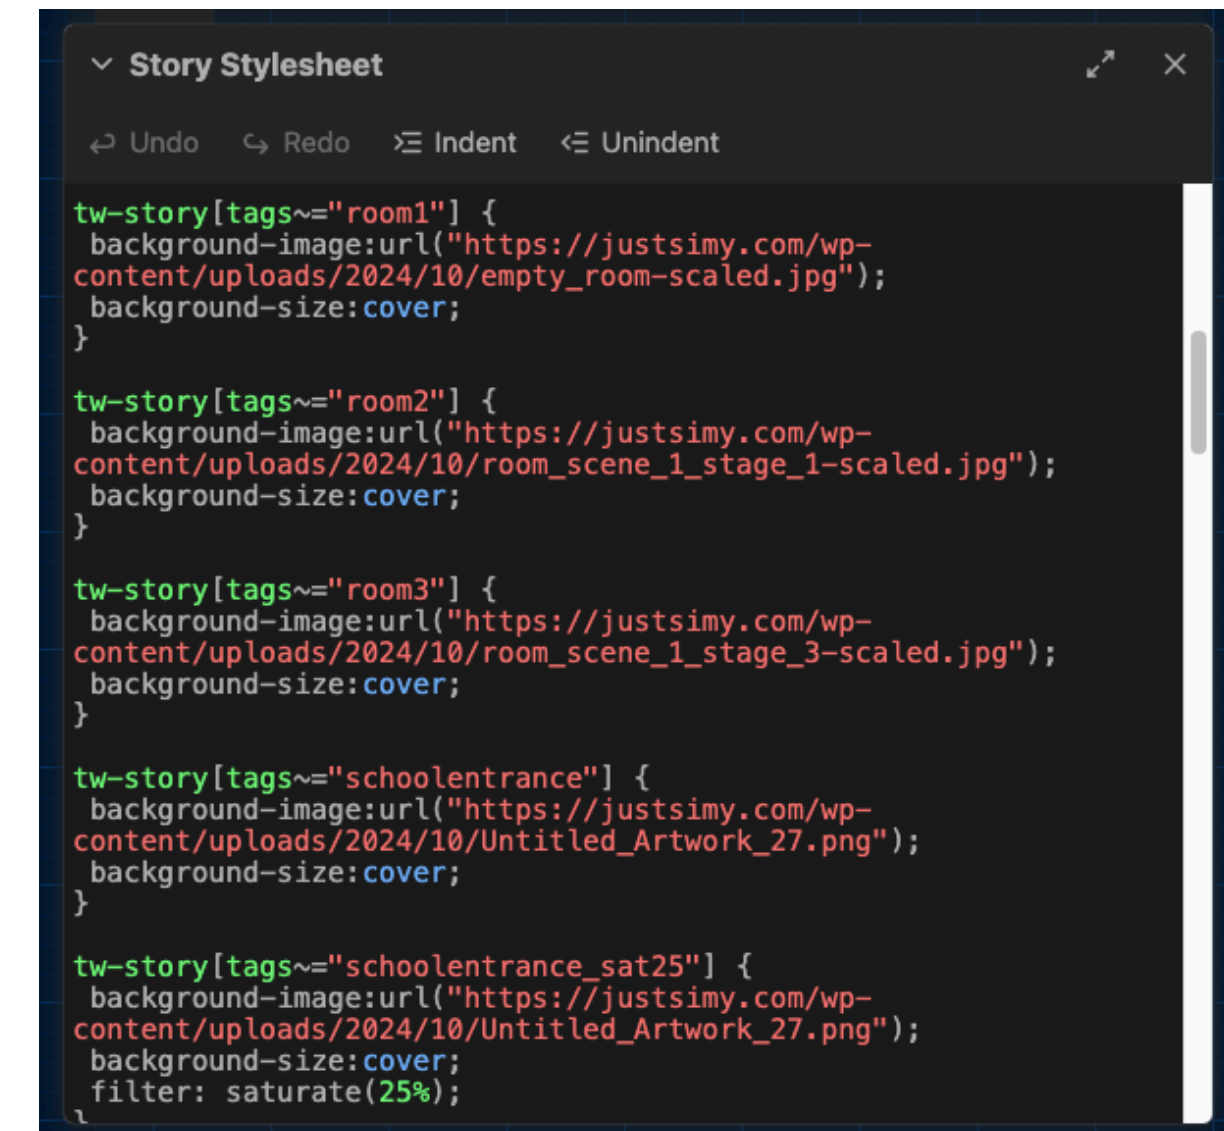 Story Stylesheet
Undo Redo Indent Unindent
tw-story[tags~="room1"] {
 background-image:url("https://justsimy.com/wp-
content/uploads/2024/10/empty_room-scaled.jpg");
 background-size:cover;
}
tw-story[tags~="room2"] {
 background-image:url("https://justsimy.com/wp-
content/uploads/2024/10/room_scene_1_stage_1-scaled.jpg");
 background-size:cover;
}
tw-story[tags~="room3"] {
 background-image:url("https://justsimy.com/wp-
content/uploads/2024/10/room_scene_1_stage_3-scaled.jpg");
 background-size:cover;
}
tw-story[tags~="schoolentrance"] {
 background-image:url("https://justsimy.com/wp-
content/uploads/2024/10/Untitled_Artwork_27.png");
 background-size:cover;
}
tw-story[tags~="schoolentrance_sat25"] {
 background-image:url("https://justsimy.com/wp-
content/uploads/2024/10/Untitled_Artwork_27.png");
 background-size:cover;
 filter: saturate(25%);
}